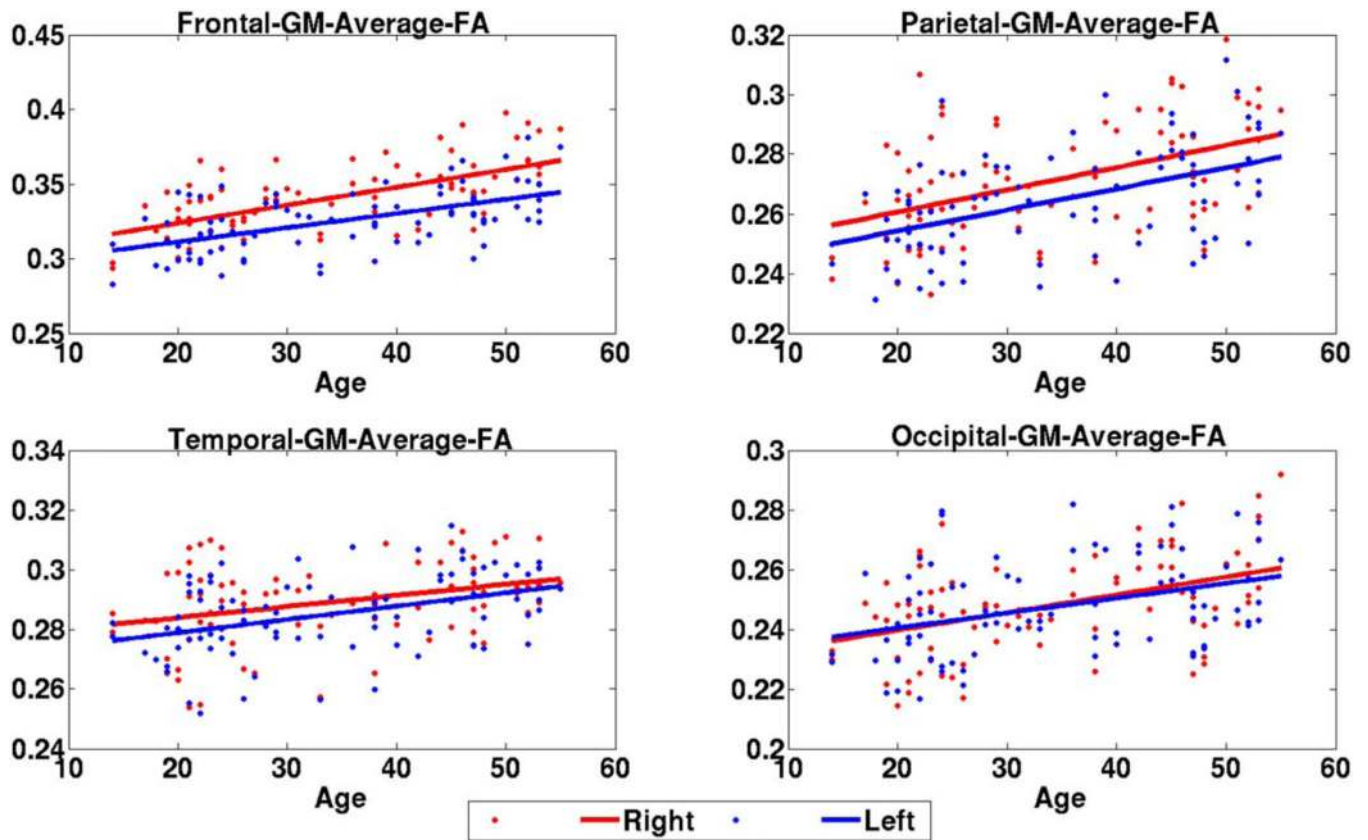 Frontal-GM-Average-FA
0.45
0.4
0.35
0.3
0.25
10 20 30 40 50 60
Age
Parietal-GM-Average-FA
0.32
0.3
0.28
0.26
0.24
0.22
10 20 30 40 50 60
Age
Temporal-GM-Average-FA
0.34
0.32
0.3
0.28
0.26
0.24
10 20 30 40 50 60
Age
Occipital-GM-Average-FA
0.3
0.28
0.26
0.24
0.22
0.2
10 20 30 40 50 60
Age
Right Left